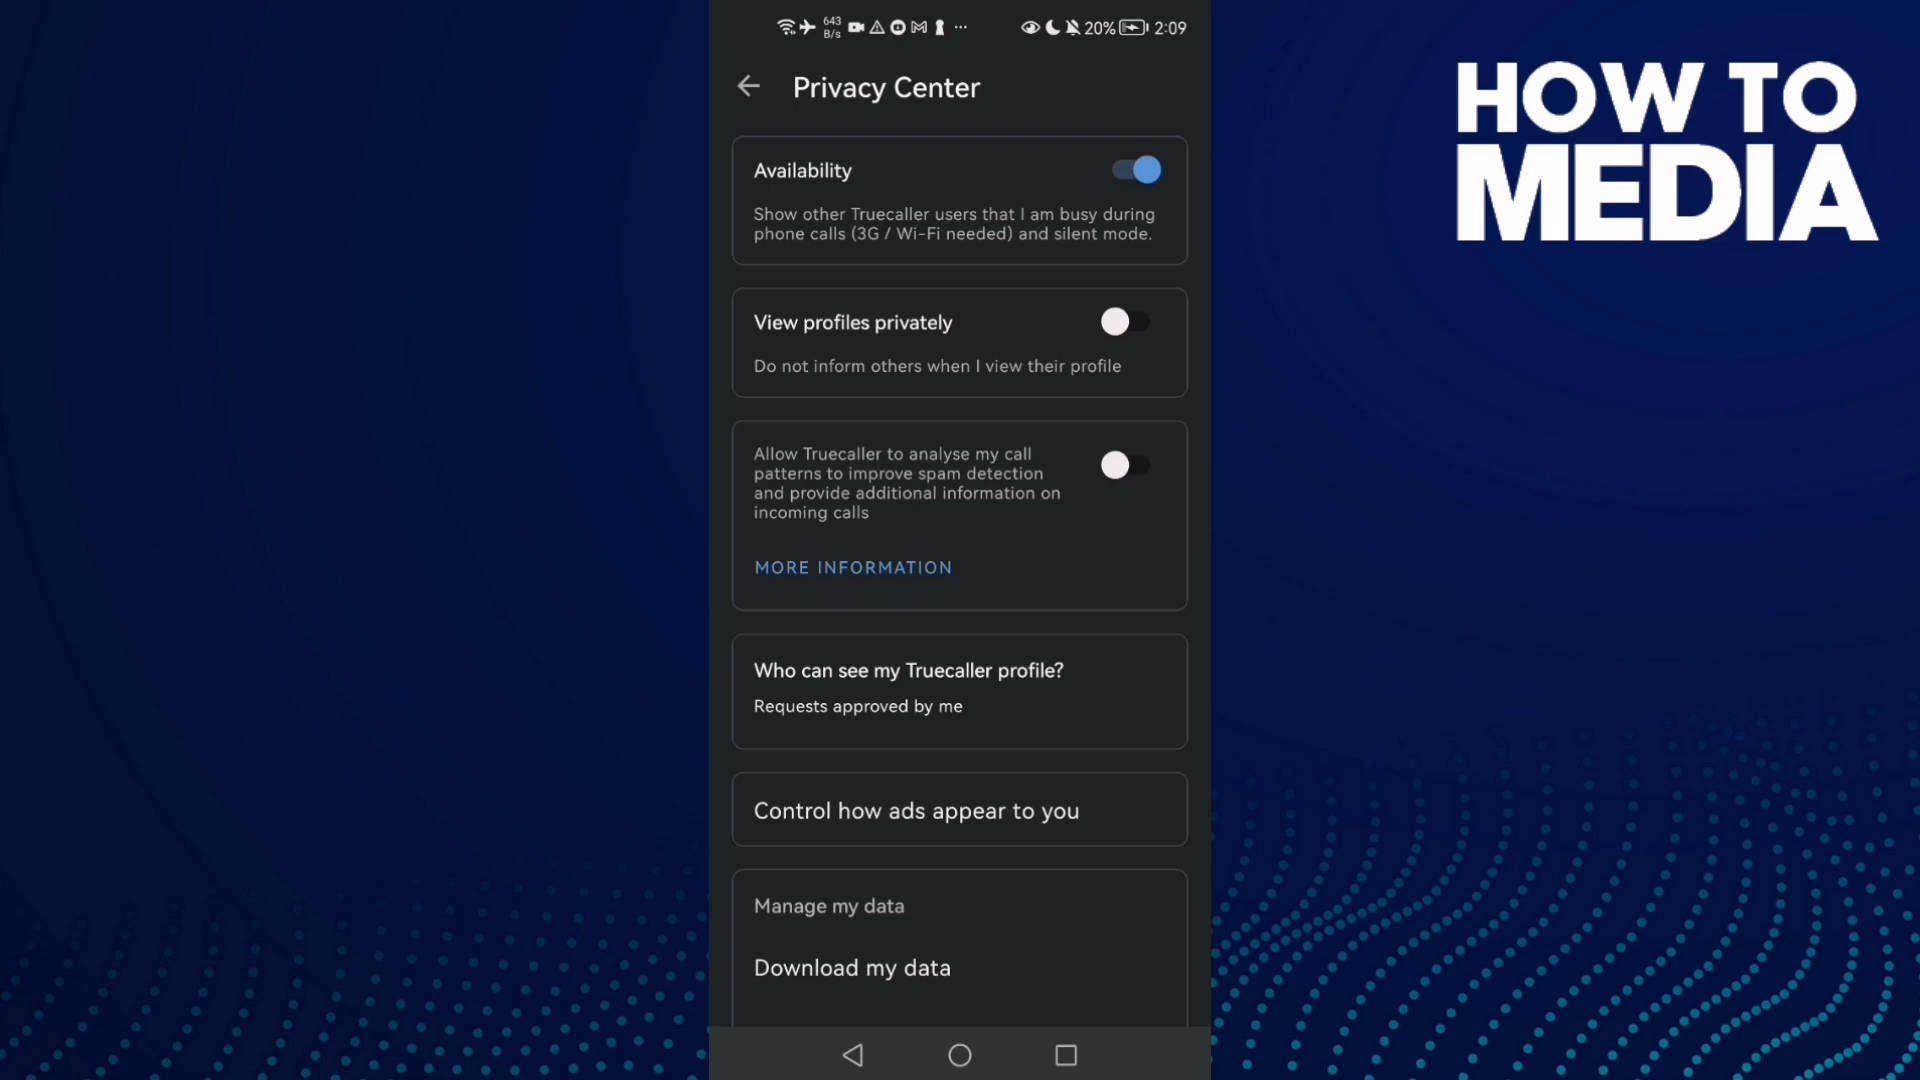 643
B/s
20%
2:09
Privacy Center
HOW TO
MEDIA
Availability
Show other Truecaller users that I am busy during
phone calls (3G / Wi-Fi needed) and silent mode.
View profiles privately
Do not inform others when I view their profile
Allow Truecaller to analyse my call
patterns to improve spam detection
and provide additional information on
incoming calls
MORE INFORMATION
Who can see my Truecaller profile?
Requests approved by me
Control how ads appear to you
Manage my data
Download my data